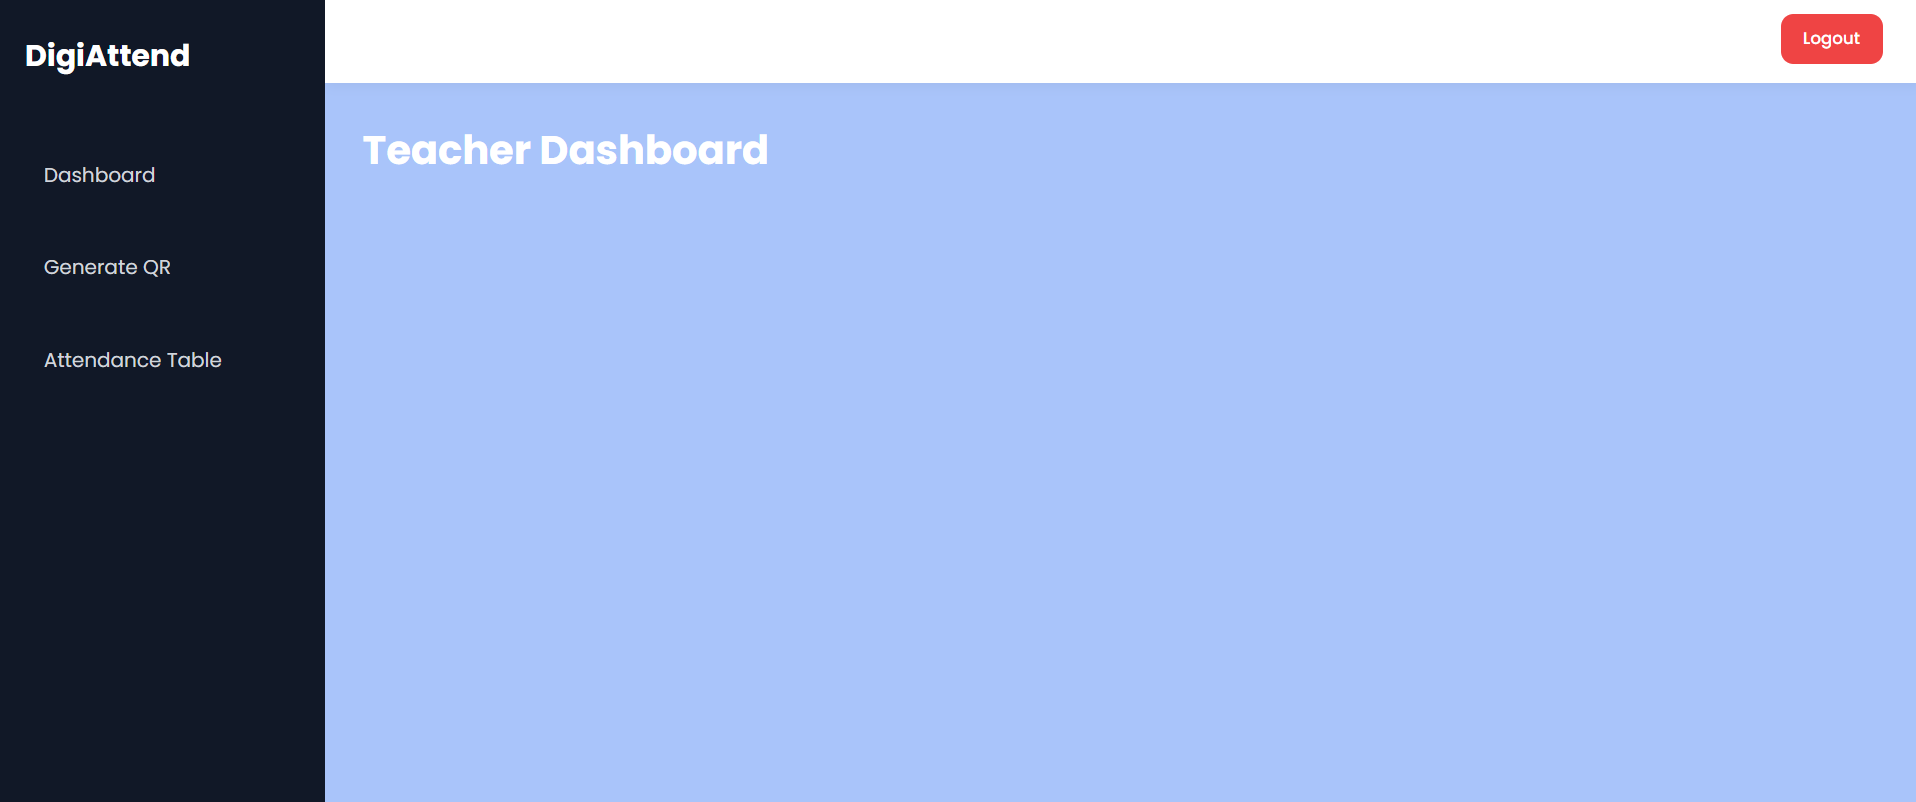 DigiAttend
Logout
Teacher Dashboard
Dashboard
Generate QR
Attendance Table